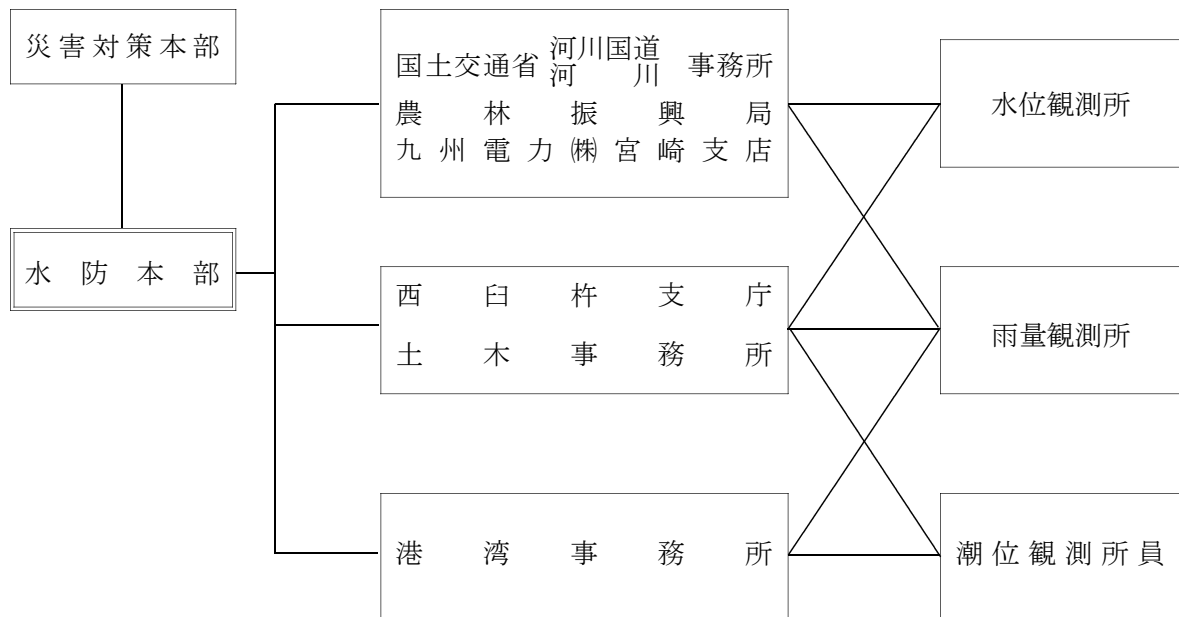 災害対策本部
水防本部
国土交通省 河川国道 事務所
河川
農林振興局
九州電力㈱宮崎支店
西臼杵支庁
土木事務所
港湾事務所
水位観測所
雨量観測所
潮位観測所員